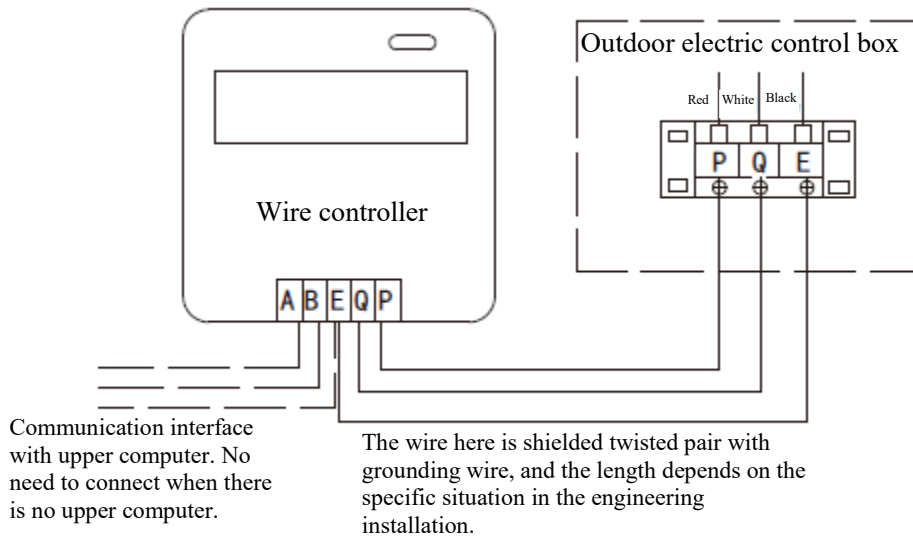 Outdoor electric control box
Red White Black
P Q E
Wire controller
A B E Q P
Communication interface
with upper computer. No
need to connect when there
is no upper computer.
The wire here is shielded twisted pair with
grounding wire, and the length depends on the
specific situation in the engineering
installation.